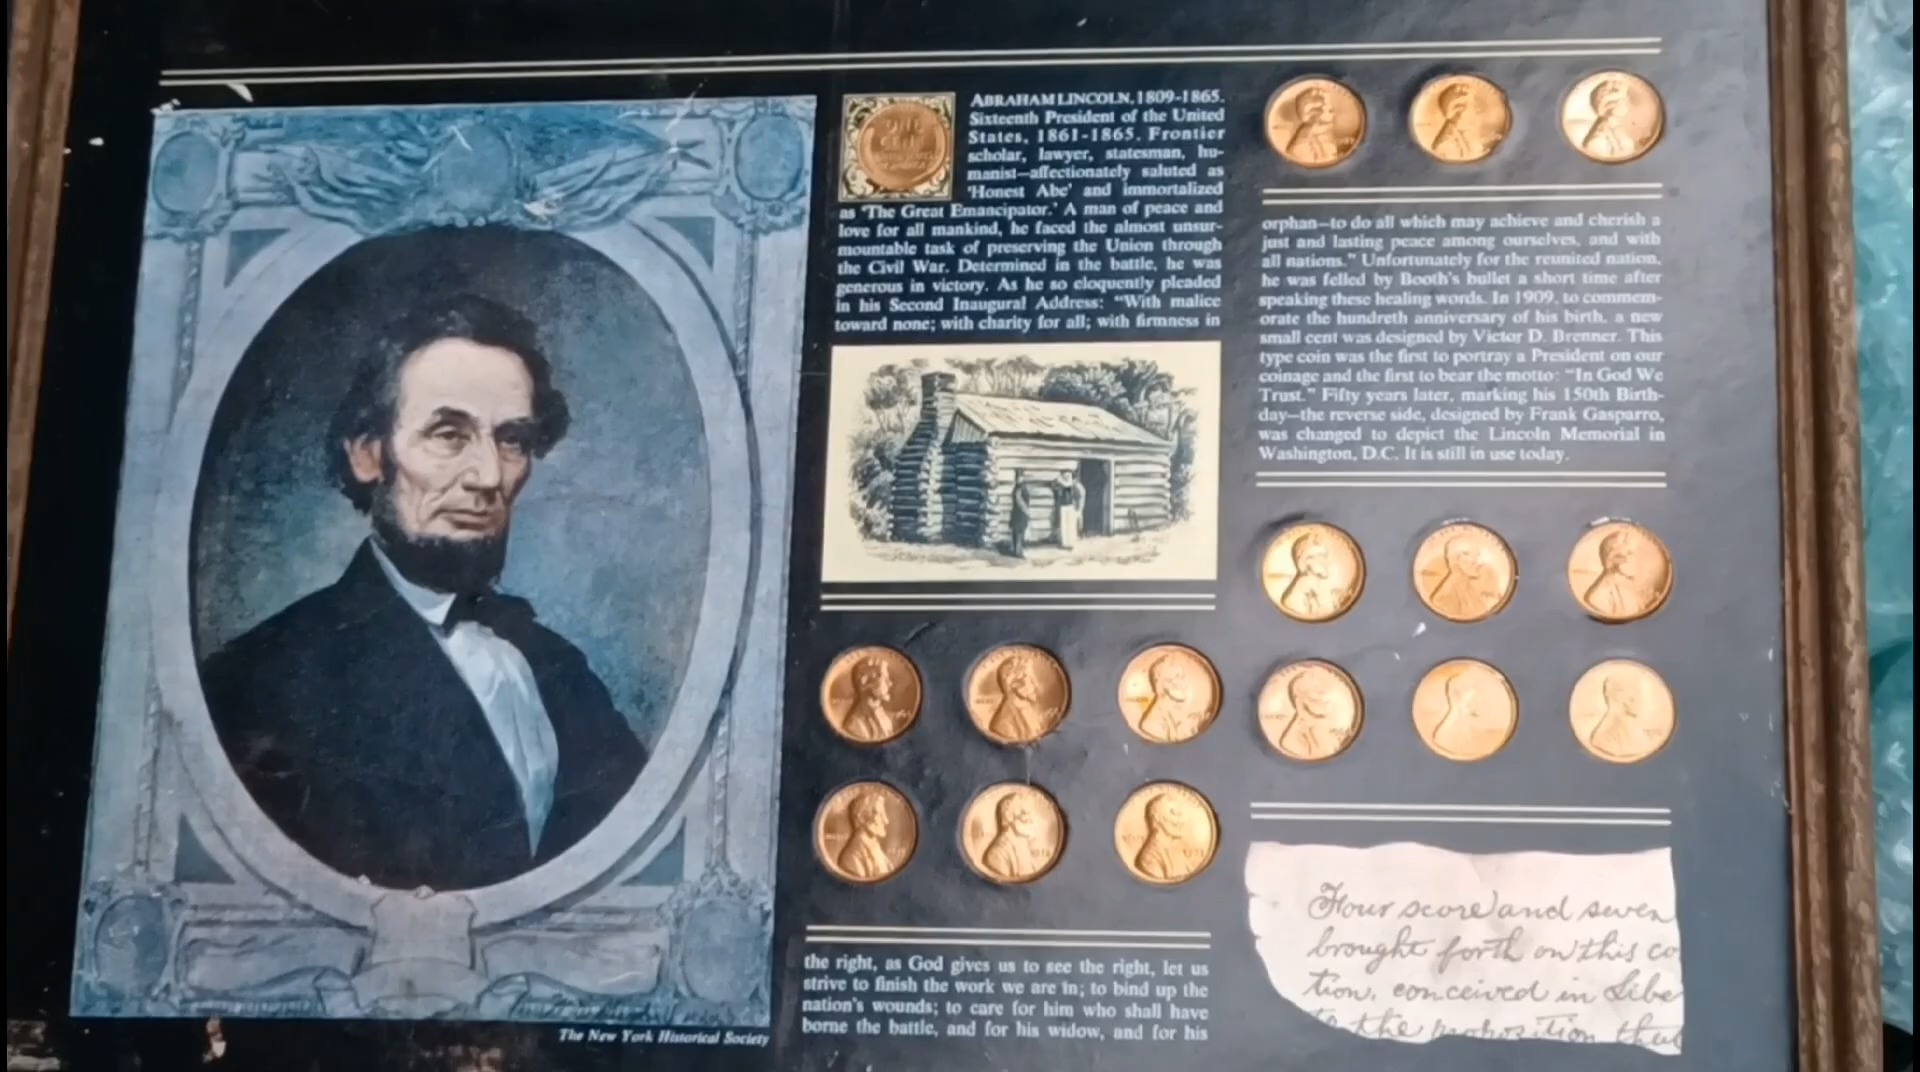 ABRAHAM LINCOLN, 1809-1865.
Sixteenth President of the United
States, 1861-1865. Frontier
scholar, lawyer, statesman, hu-
manist—affectionately saluted as
'Honest Abe' and immortalized
as 'The Great Emancipator.' A man of peace and
love for all mankind, he faced the almost unsur-
mountable task of preserving the Union through
the Civil War. Determined in the battle, he was
generous in victory. As he so eloquently pleaded
in his Second Inaugural Address: "With malice
toward none; with charity for all; with firmness in
the right, as God gives us to see the right, let us
strive to finish the work we are in; to bind up the
nation's wounds; to care for him who shall have
borne the battle, and for his widow, and for his
orphan—to do all which may achieve and cherish a
just and lasting peace among ourselves, and with
all nations." Unfortunately for the reunited nation,
he was felled by Booth's bullet a short time after
speaking these healing words. In 1909, to commem-
orate the hundreth anniversary of his birth, a new
small cent was designed by Victor D. Brenner. This
type coin was the first to portray a President on our
coinage and the first to bear the motto: "In God We
Trust." Fifty years later, marking his 150th Birth-
day—the reverse side, designed by Frank Gasparro,
was changed to depict the Lincoln Memorial in
Washington, D.C. It is still in use today.
Four score and seven
brought forth on this co
tion, conceived in Libe
to the proposition that
The New York Historical Society